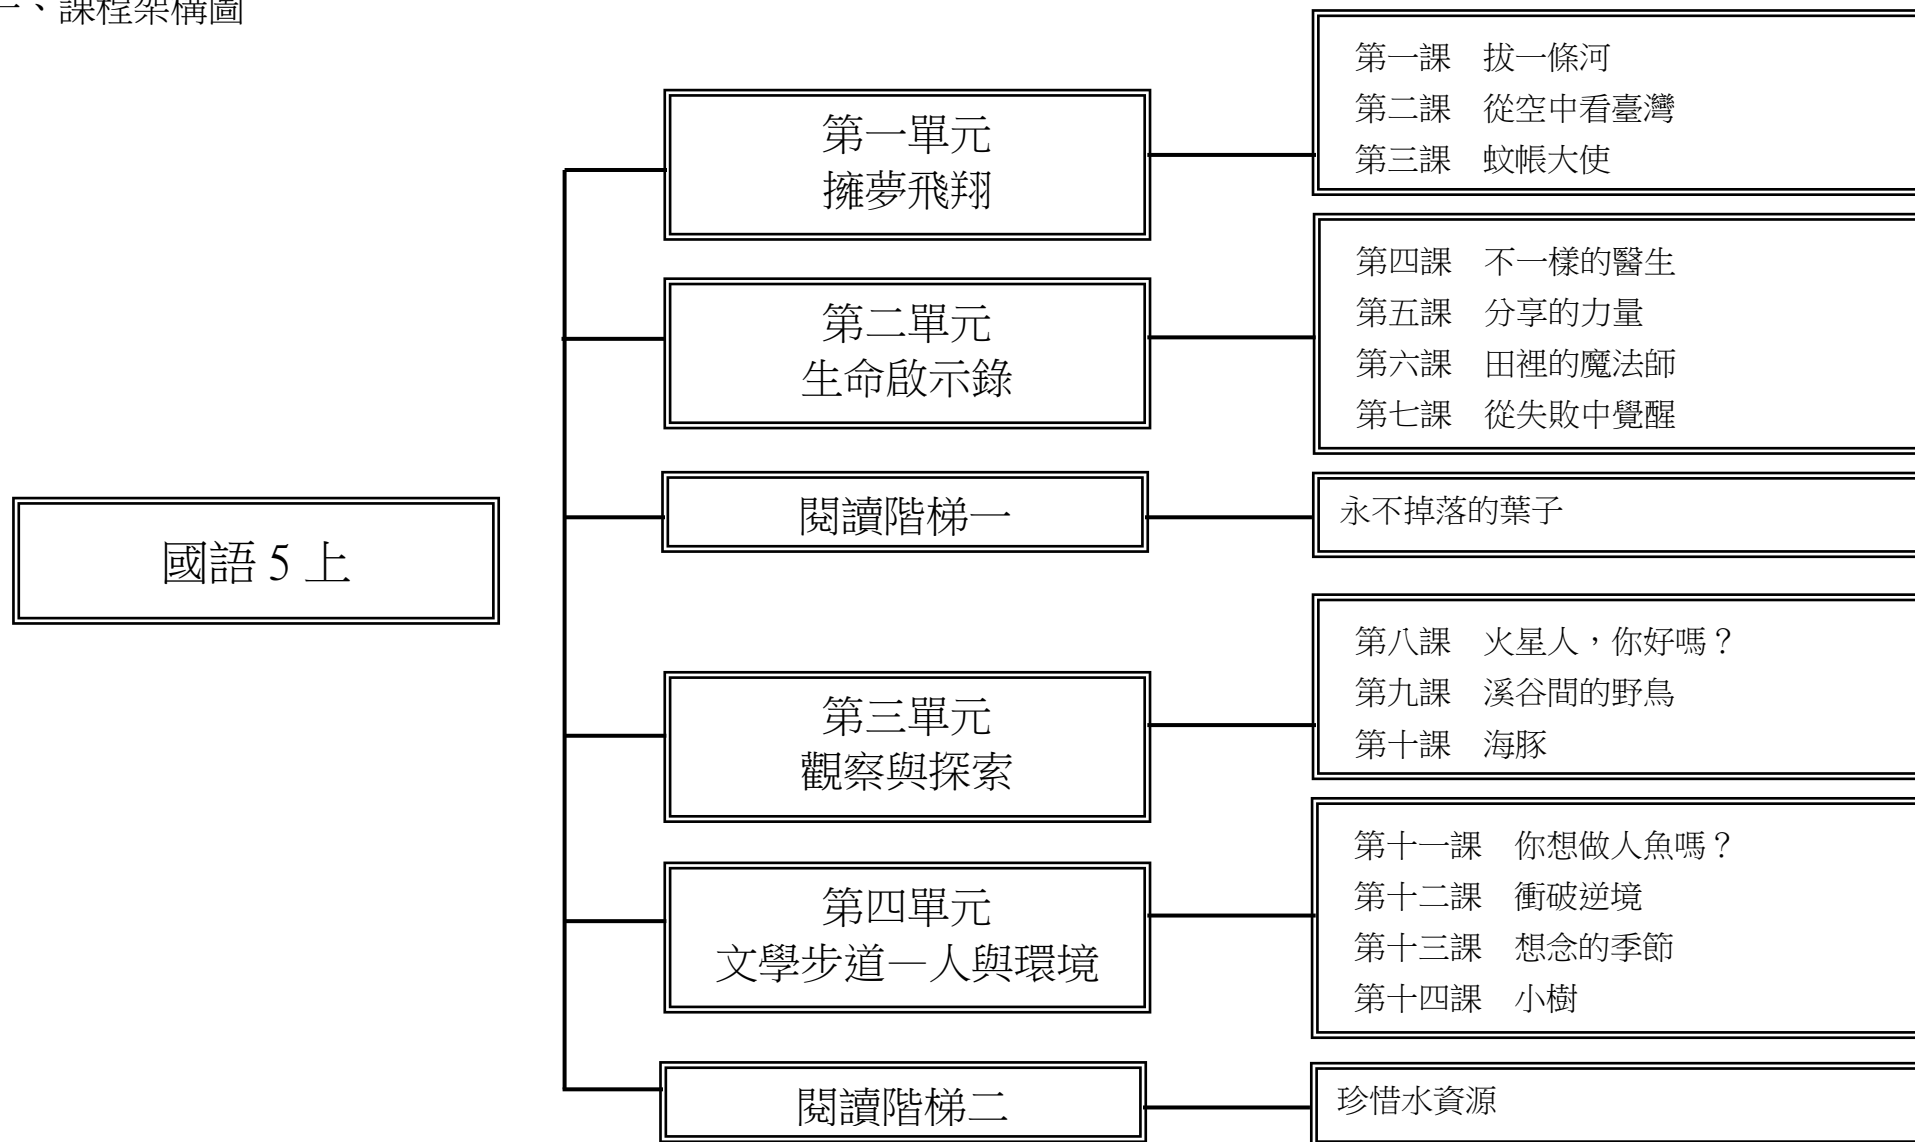 一、課程架構圖
國語 5 上
第一單元
擁夢飛翔
第一課　拔一條河
第二課　從空中看臺灣
第三課　蚊帳大使
第二單元
生命啟示錄
第四課　不一樣的醫生
第五課　分享的力量
第六課　田裡的魔法師
第七課　從失敗中覺醒
閱讀階梯一
永不掉落的葉子
第三單元
觀察與探索
第八課　火星人，你好嗎？
第九課　溪谷間的野鳥
第十課　海豚
第四單元
文學步道—人與環境
第十一課　你想做人魚嗎？
第十二課　衝破逆境
第十三課　想念的季節
第十四課　小樹
閱讀階梯二
珍惜水資源